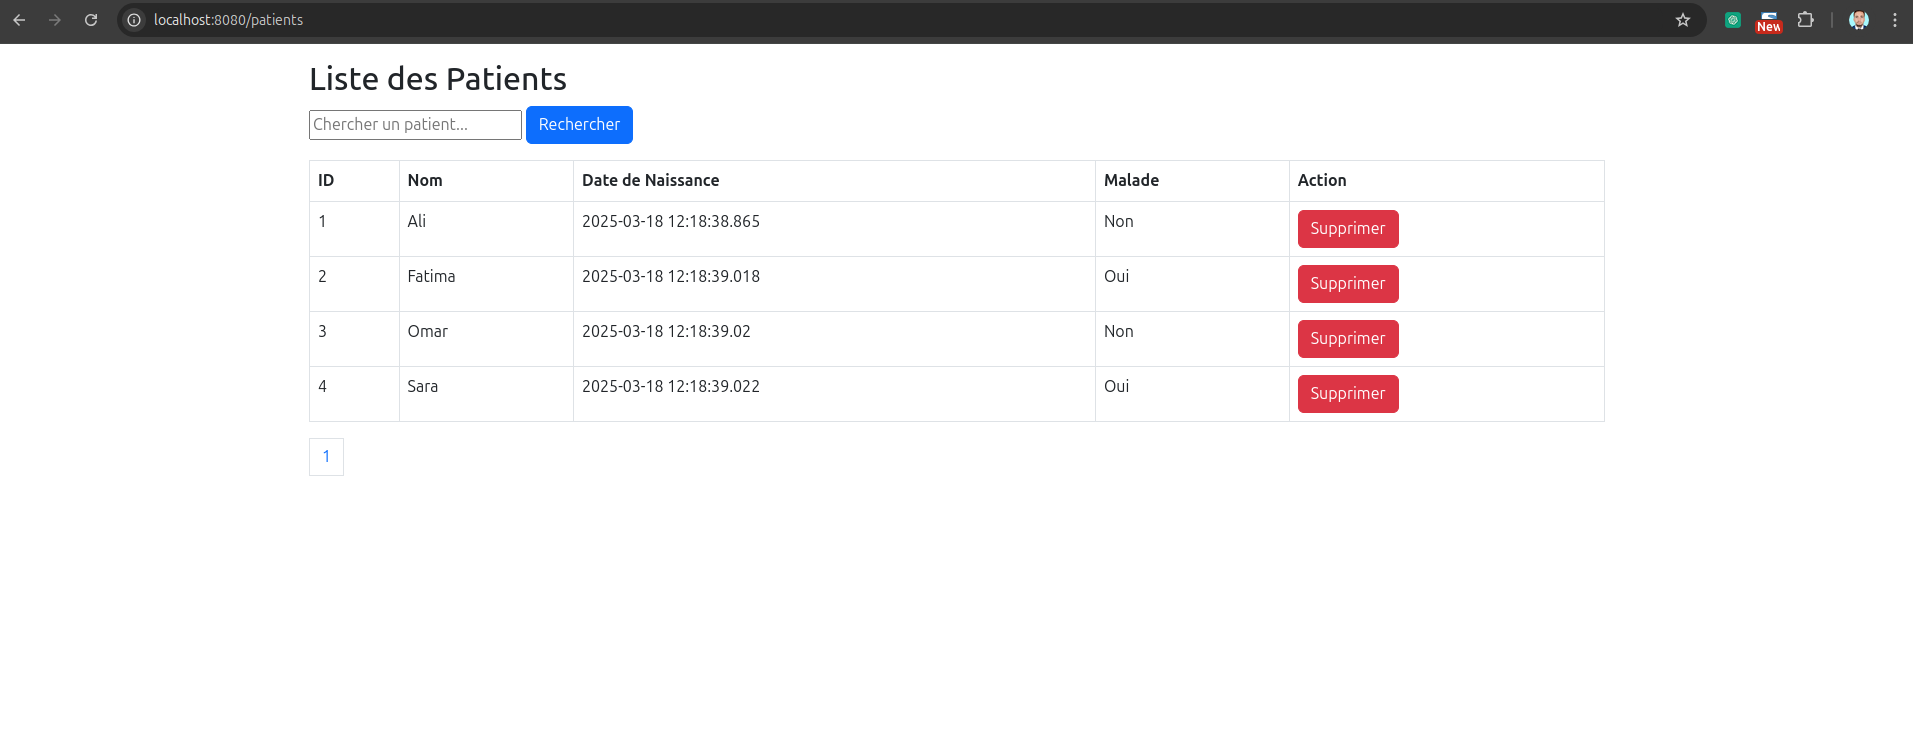 localhost:8080/patients
New
Liste des Patients
Chercher un patient... Rechercher
ID Nom Date de Naissance Malade Action
1 Ali 2025-03-18 12:18:38.865 Non Supprimer
2 Fatima 2025-03-18 12:18:39.018 Oui Supprimer
3 Omar 2025-03-18 12:18:39.02 Non Supprimer
4 Sara 2025-03-18 12:18:39.022 Oui Supprimer
1